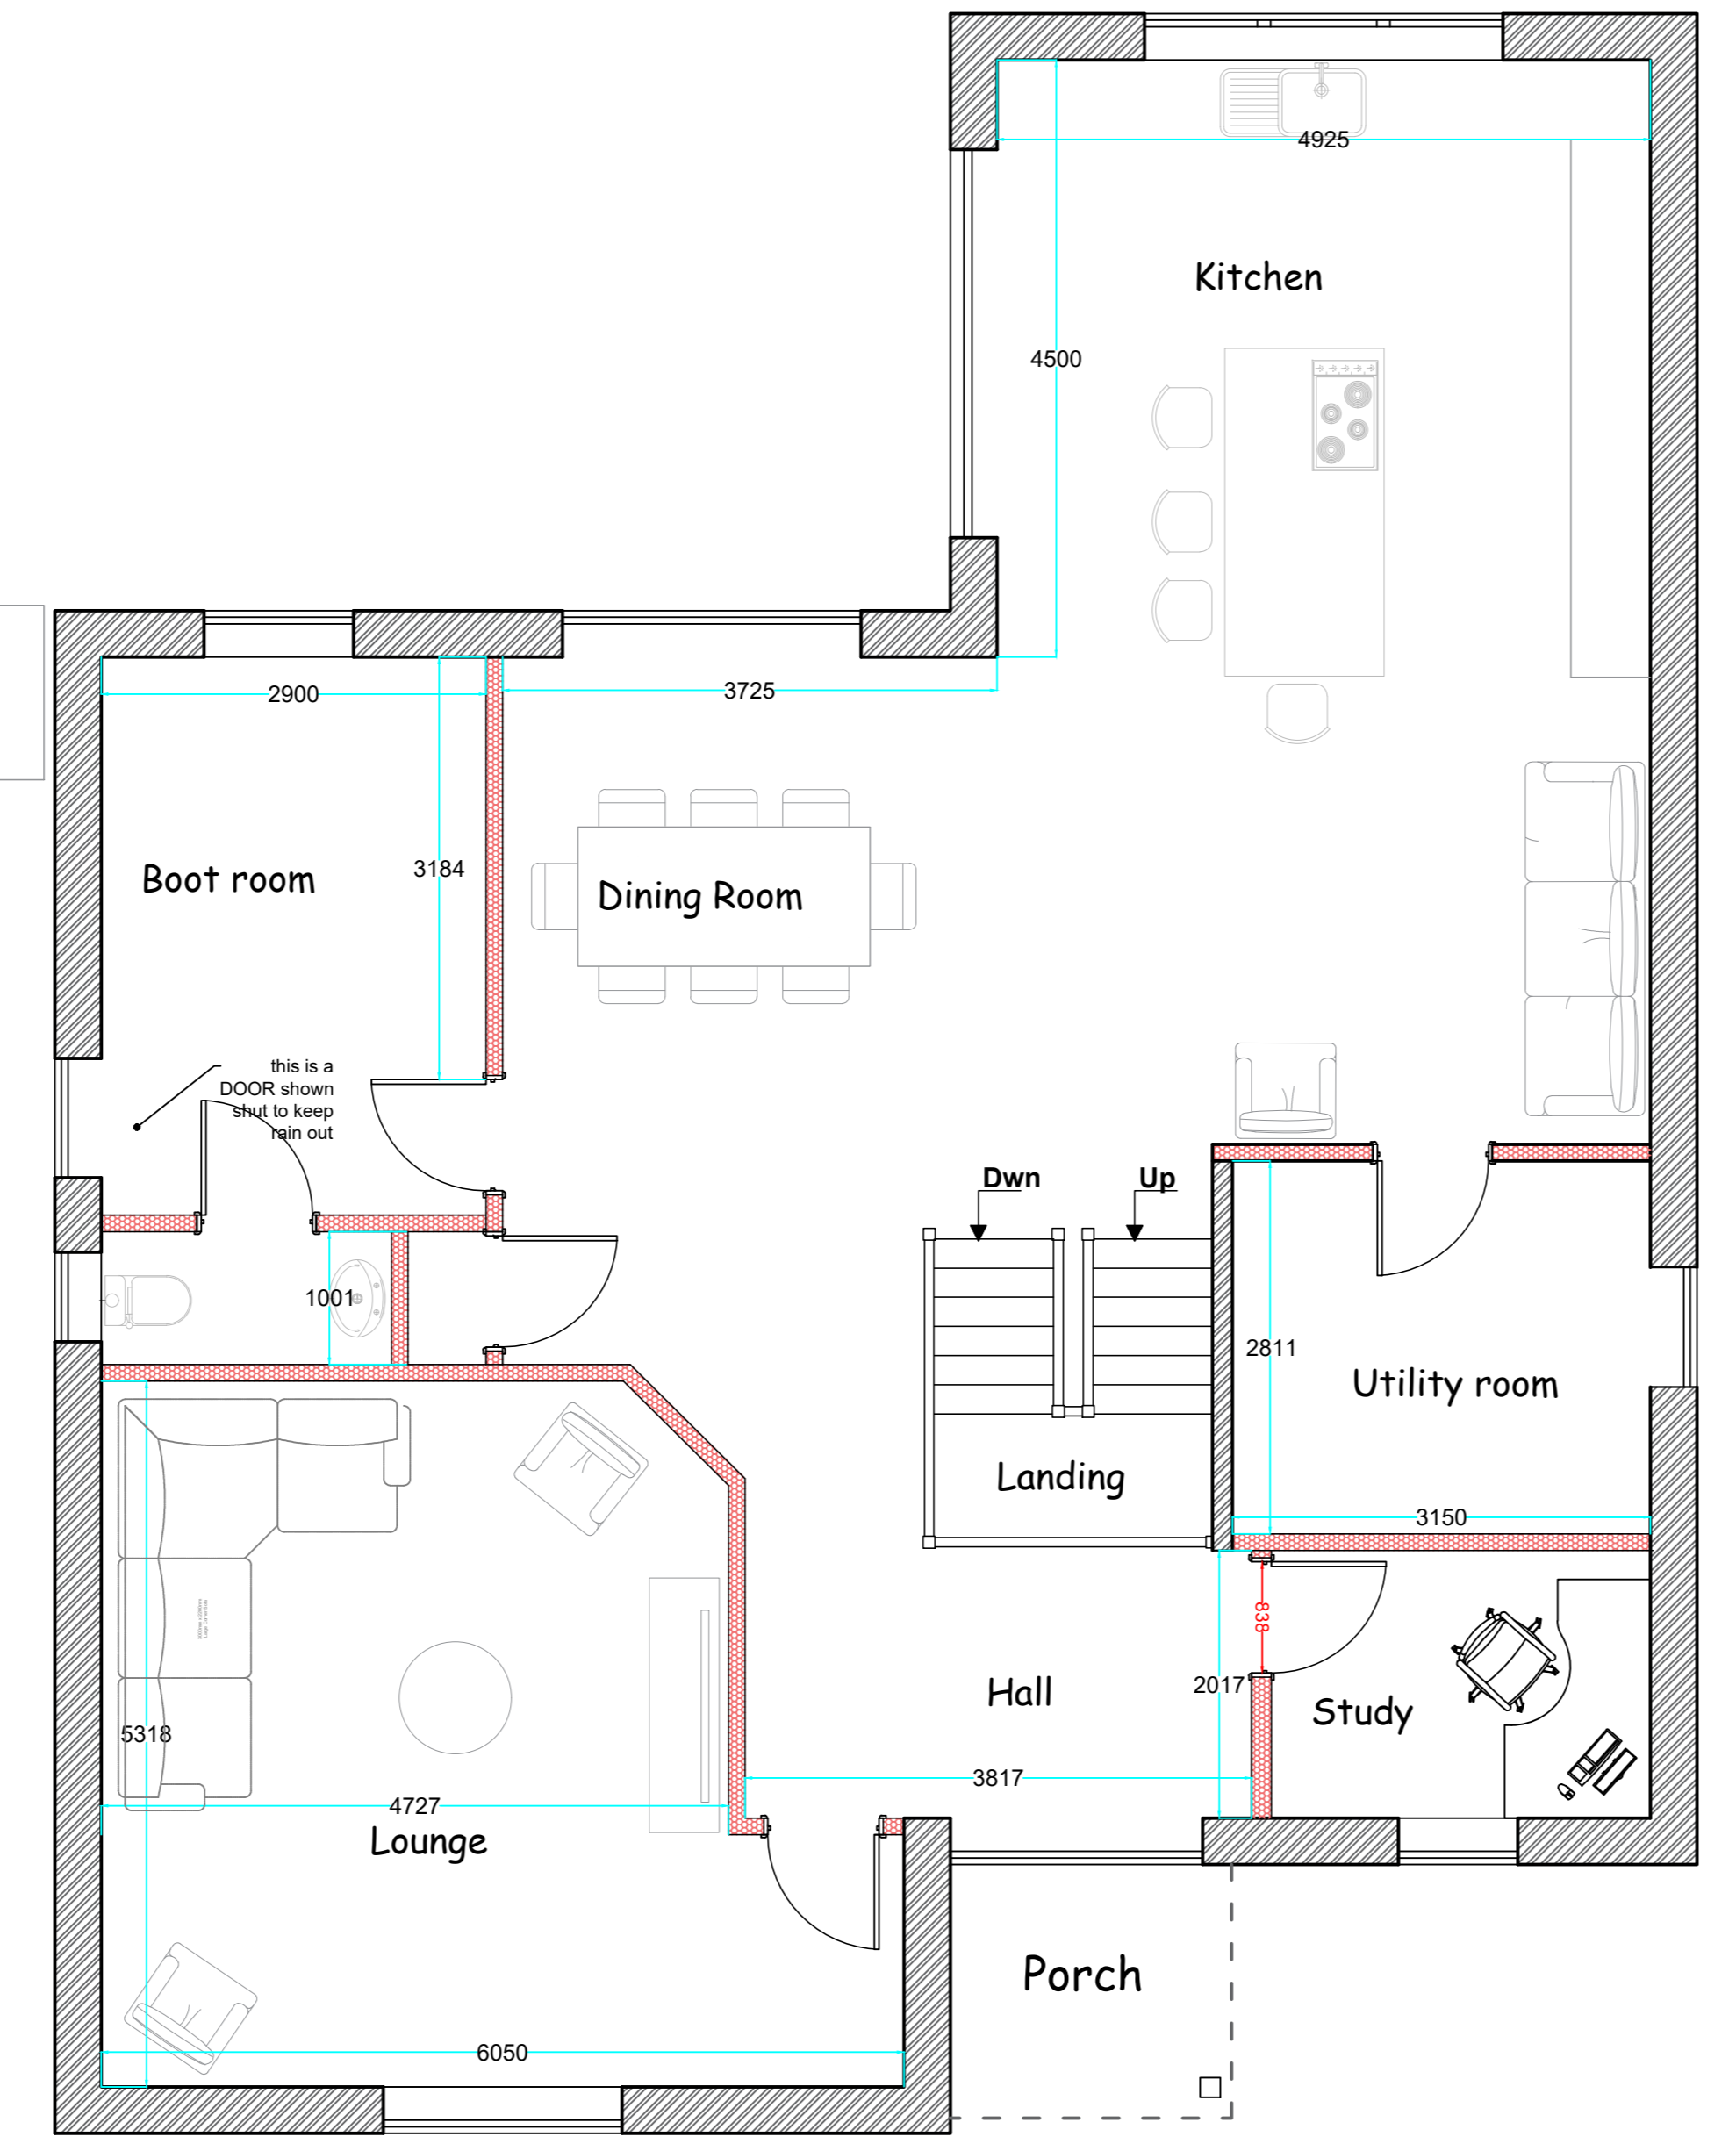 4925
Kitchen
4500
2900
3725
3184
Boot room
Dining Room
this is a
DOOR shown
shut to keep
rain out
Dwn
Up
1001
2811
Utility room
Landing
3150
838
2017
Hall
Study
5318
3817
4727
Lounge
Porch
6050